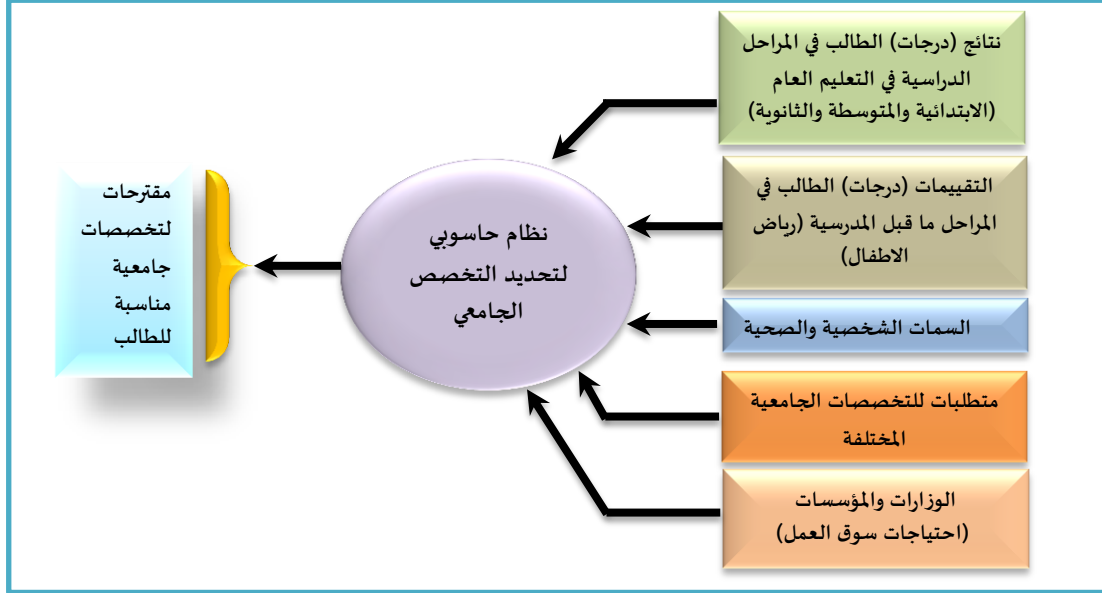 نتائج (درجات) الطالب في المراحل
الدراسية في التعليم العام
(الابتدائية والمتوسطة والثانوية)
التقييمات (درجات) الطالب في
المراحل ما قبل المدرسية (رياض
الاطفال)
السمات الشخصية والصحية
متطلبات للتخصصات الجامعية
المختلفة
الوزارات والمؤسسات
(احتياجات سوق العمل)
نظام حاسوبي
لتحديد التخصص
الجامعي
مقترحات
لتخصصات
جامعية
مناسبة
للطالب